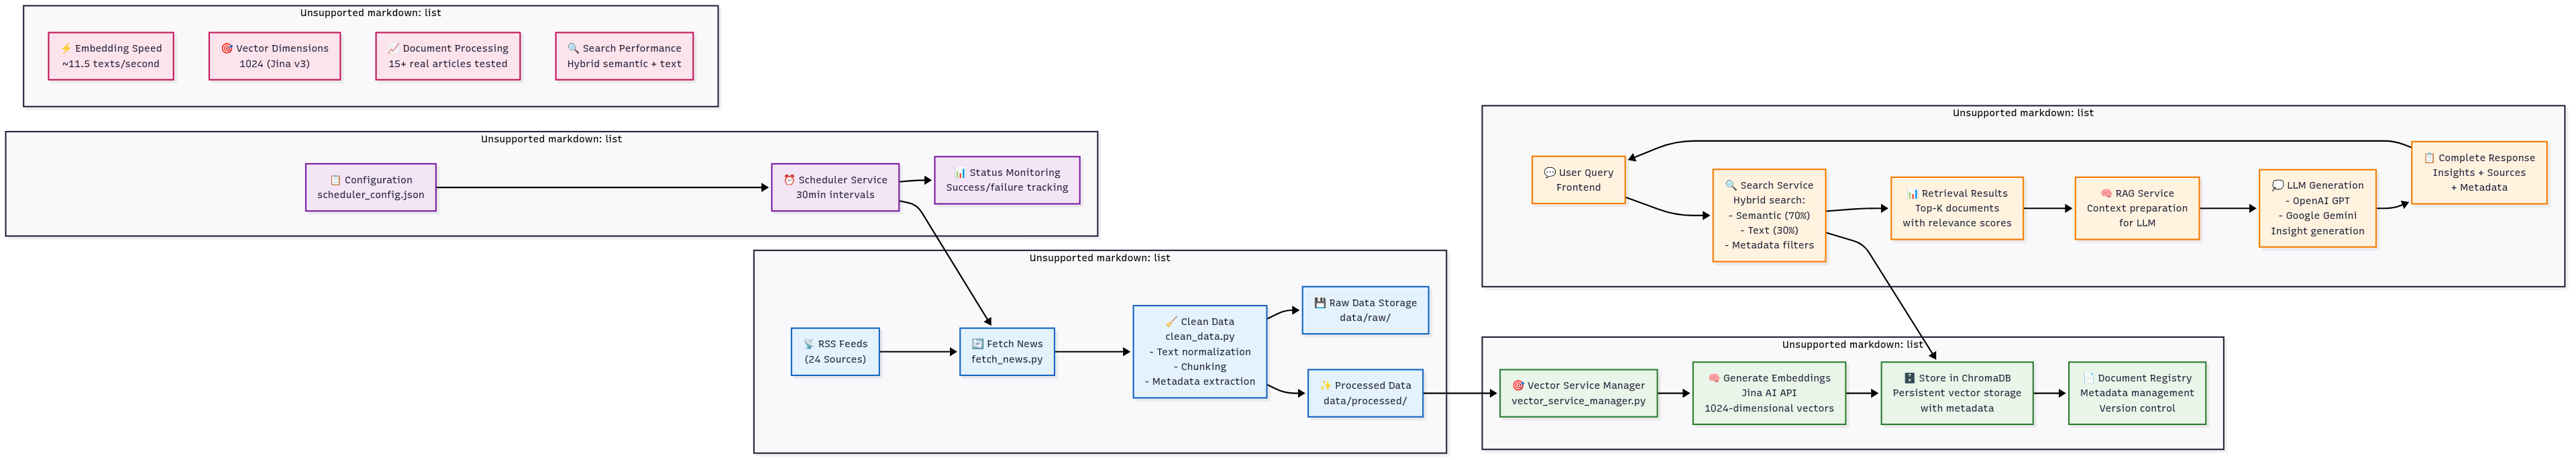 Unsupported markdown: list
⚡ Embedding Speed
~11.5 texts/second
🎯 Vector Dimensions
1024 (Jina v3)
📈 Document Processing
15+ real articles tested
🔍 Search Performance
Hybrid semantic + text
Unsupported markdown: list
📋 Configuration
scheduler_config.json
⏰ Scheduler Service
30min intervals
📊 Status Monitoring
Success/failure tracking
Unsupported markdown: list
📡 RSS Feeds
(24 Sources)
🔄 Fetch News
fetch_news.py
🧹 Clean Data
clean_data.py
- Text normalization
- Chunking
- Metadata extraction
💾 Raw Data Storage
data/raw/
✨ Processed Data
data/processed/
Unsupported markdown: list
💬 User Query
Frontend
🔍 Search Service
Hybrid search:
- Semantic (70%)
- Text (30%)
- Metadata filters
📊 Retrieval Results
Top-K documents
with relevance scores
🧠 RAG Service
Context preparation
for LLM
💭 LLM Generation
- OpenAI GPT
- Google Gemini
Insight generation
📋 Complete Response
Insights + Sources
+ Metadata
Unsupported markdown: list
🎯 Vector Service Manager
vector_service_manager.py
🧠 Generate Embeddings
Jina AI API
1024-dimensional vectors
🗄️ Store in ChromaDB
Persistent vector storage
with metadata
📄 Document Registry
Metadata management
Version control